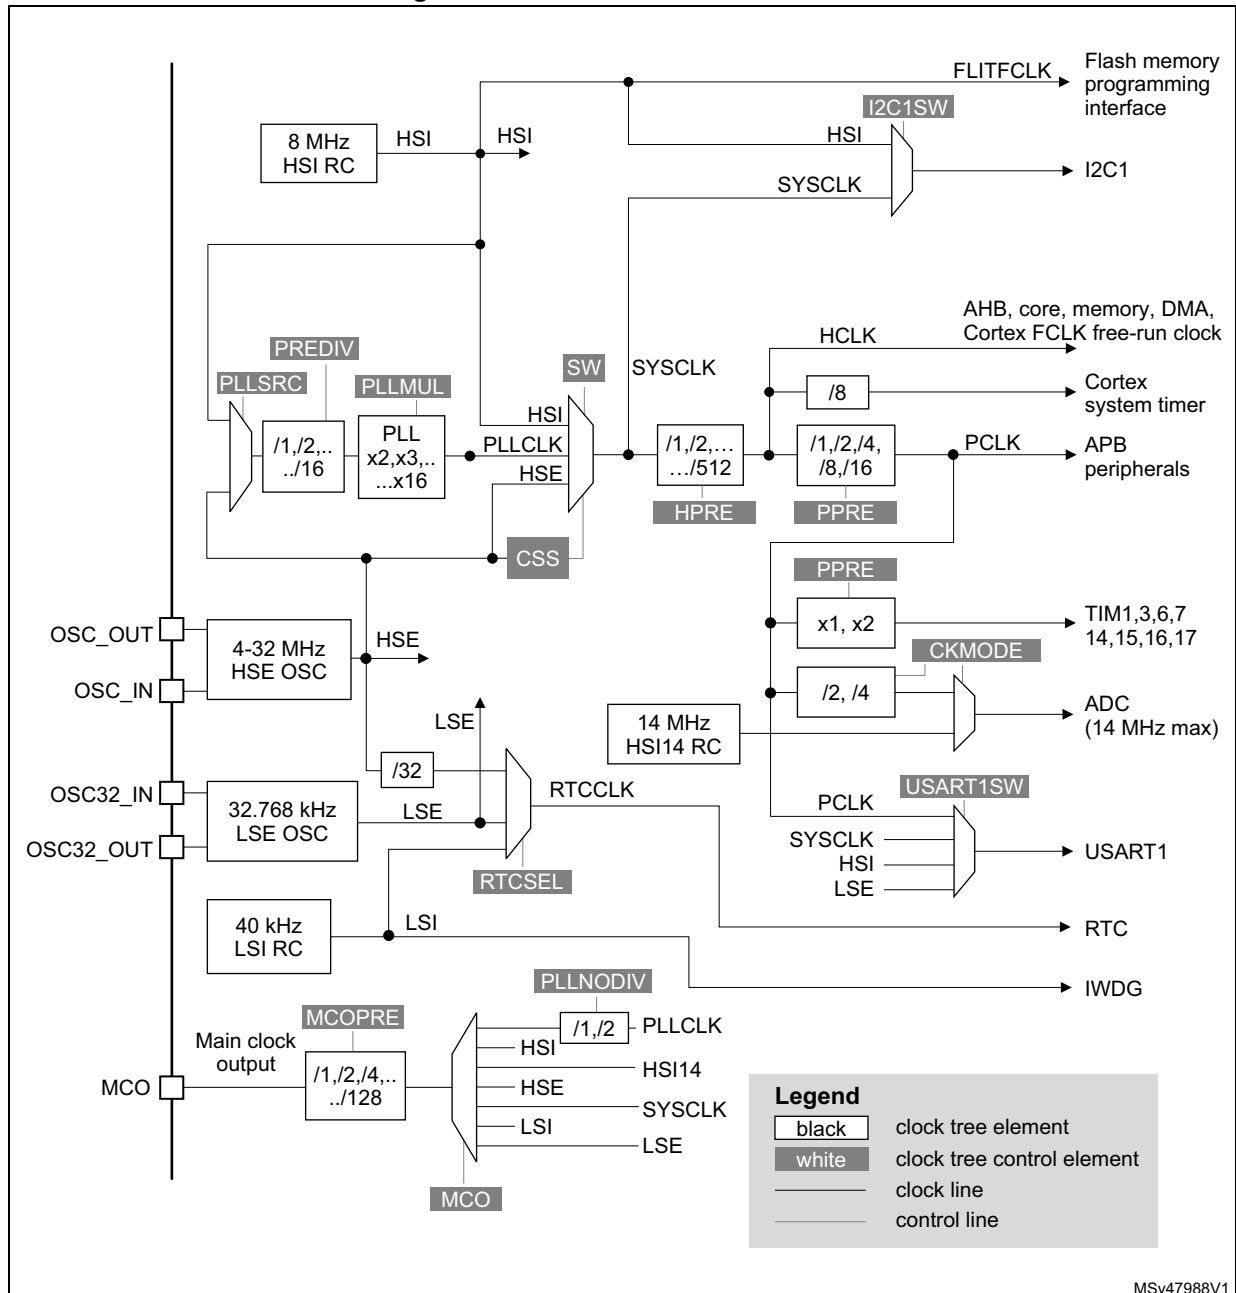 FLITFCLK
Flash memory
programming
interface
I2C1SW
8 MHz
HSI RC
HSI
HSI
HSI
SYSCLK
I2C1
AHB, core, memory, DMA,
Cortex FCLK free-run clock
HCLK
PREDIV
PLLSRC
PLLMUL
SW
SYSCLK
/8
Cortex
system timer
/1,/2,..
../16
PLL
x2,x3,..
...x16
HSI
PLLCLK
HSE
/1,/2,…
…/512
/1,/2,/4,
/8,/16
PCLK
APB
peripherals
HPRE
PPRE
CSS
PPRE
OSC_OUT
OSC_IN
4-32 MHz
HSE OSC
HSE
x1, x2
TIM1,3,6,7
14,15,16,17
CKMODE
/2, /4
14 MHz
HSI14 RC
ADC
(14 MHz max)
LSE
/32
OSC32_IN
OSC32_OUT
32.768 kHz
LSE OSC
LSE
RTCCLK
RTCSEL
PCLK
SYSCLK
HSI
LSE
USART1SW
USART1
40 kHz
LSI RC
LSI
RTC
IWDG
PLLNODIV
MCOPRE
Main clock
output
MCO
/1,/2,/4,..
../128
/1,/2
PLLCLK
HSI
HSI14
HSE
SYSCLK
LSI
LSE
MCO
Legend
black
clock tree element
white
clock tree control element
clock line
control line
MSv47988V1